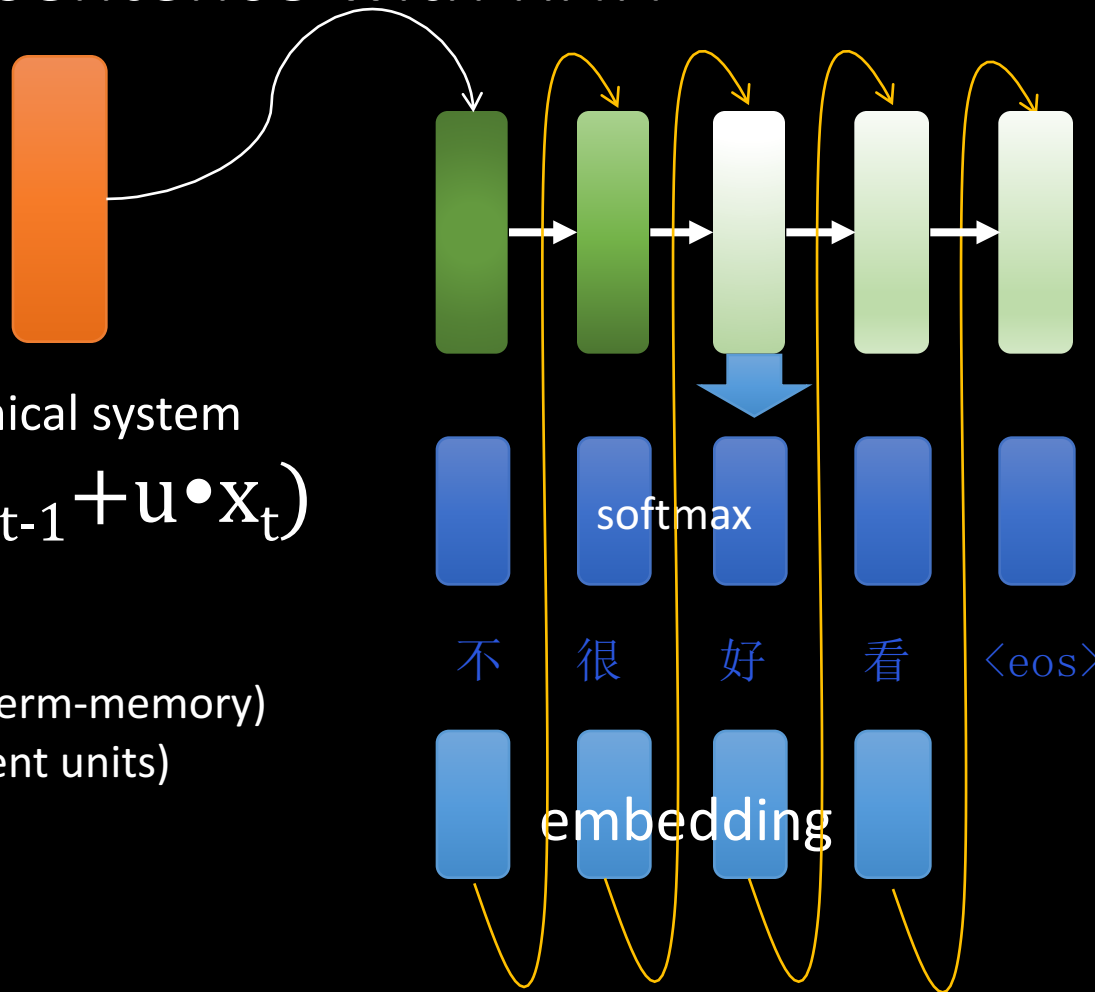 nical system
t-1+u•xt)
softmax
不 很 好 看 <eos>
erm-memory)
ent units)
embedding